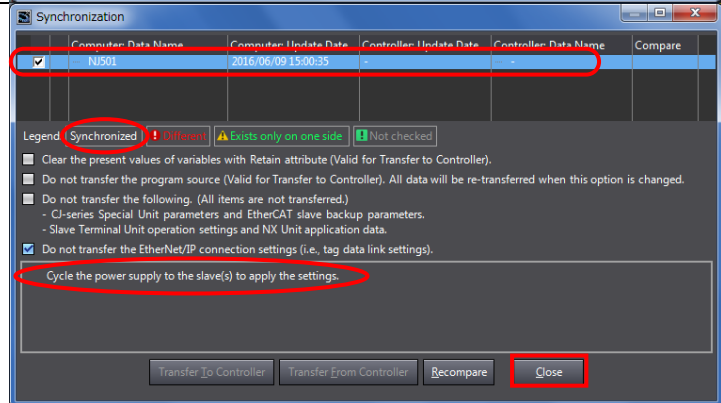 Synchronization
Computer: Data Name Computer: Update Date Controller: Update Date Controller: Data Name Compare
NJ501 2016/06/09 15:00:35 - -
Legend: Synchronized Different Exists only on one side Not checked
Clear the present values of variables with Retain attribute (Valid for Transfer to Controller).
Do not transfer the program source (Valid for Transfer to Controller). All data will be re-transferred when this option is changed.
Do not transfer the following. (All items are not transferred.)
- CJ-series Special Unit parameters and EtherCAT slave backup parameters.
- Slave Terminal Unit operation settings and NX Unit application data.
Do not transfer the EtherNet/IP connection settings (i.e., tag data link settings).
Cycle the power supply to the slave(s) to apply the settings.
Transfer To Controller Transfer From Controller Recompare Close